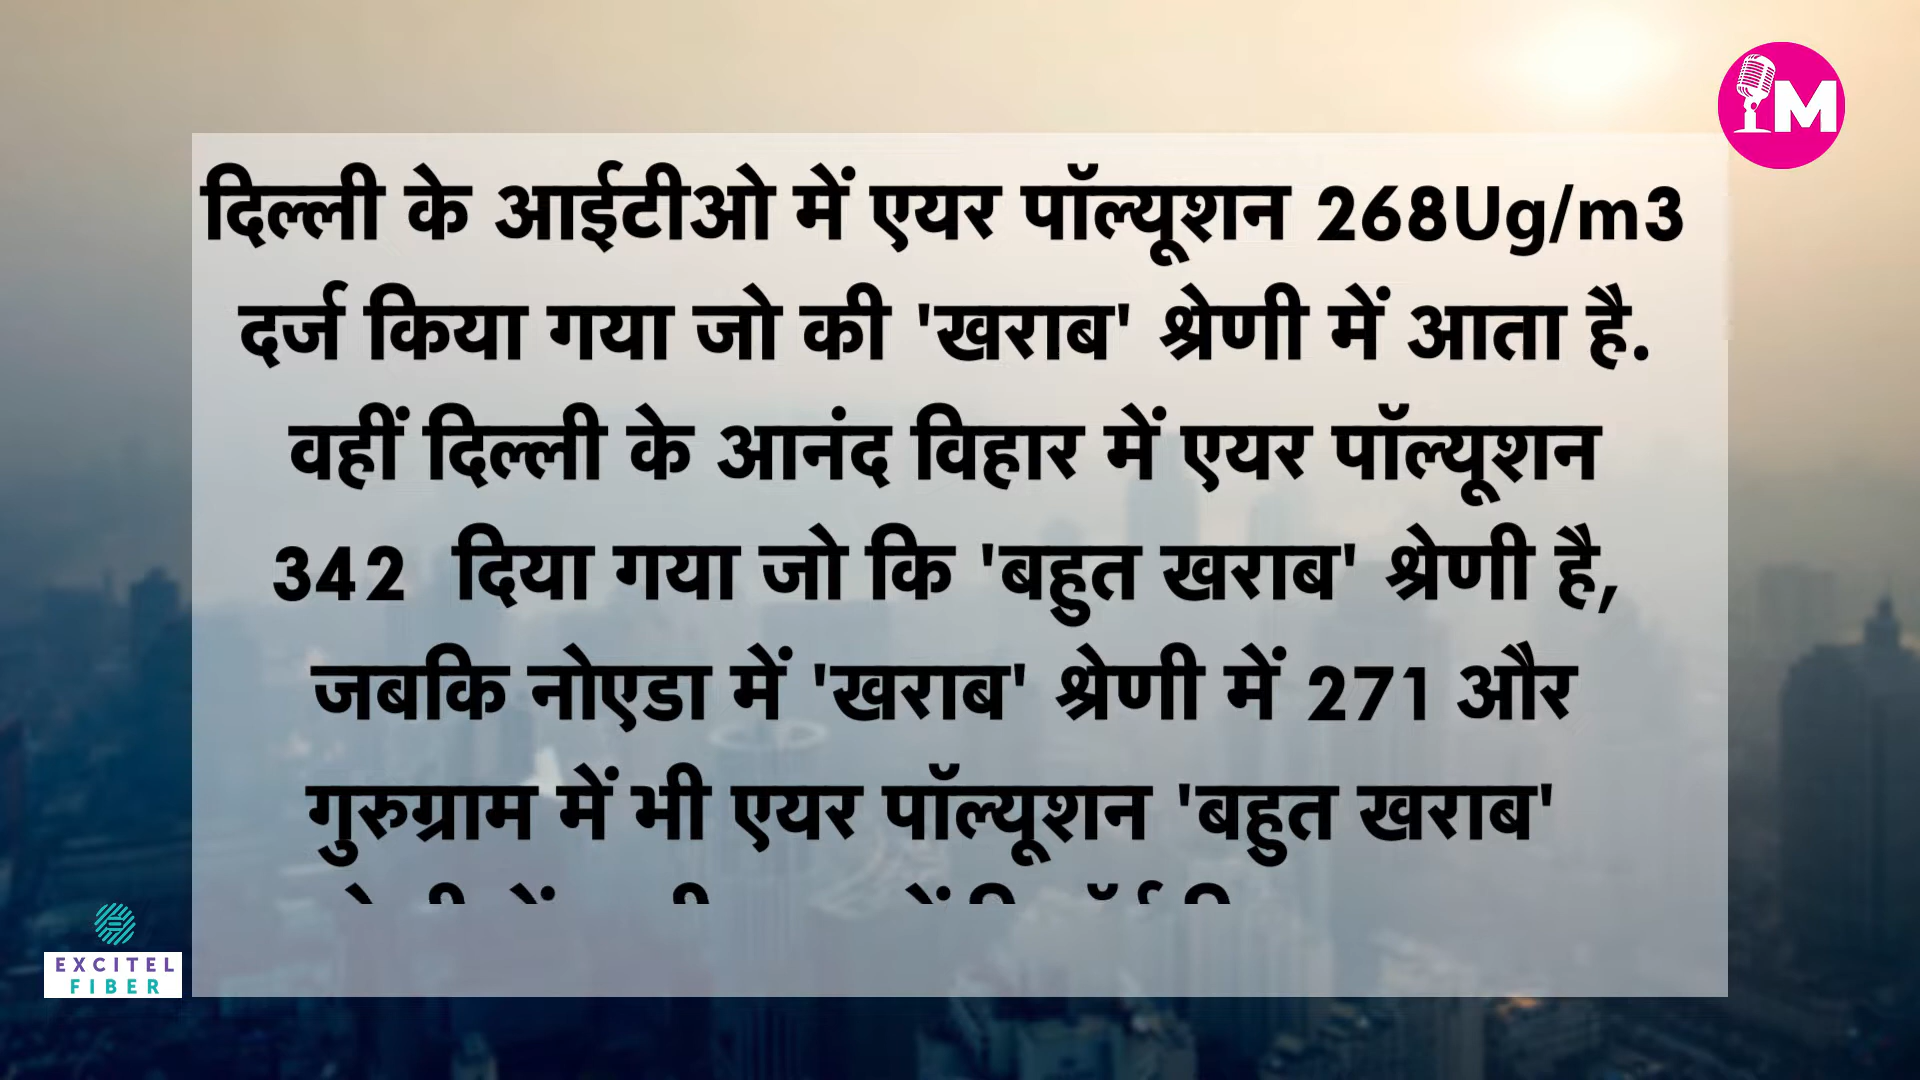 दिल्ली के आईटीओ में एयर पॉल्यूशन 268Ug/m3
दर्ज किया गया जो की 'खराब' श्रेणी में आता है.
वहीं दिल्ली के आनंद विहार में एयर पॉल्यूशन
342 दिया गया जो कि 'बहुत खराब' श्रेणी है,
जबकि नोएडा में 'खराब' श्रेणी में 271 और
गुरुग्राम में भी एयर पॉल्यूशन 'बहुत खराब'
M
EXCITEL
FIBER